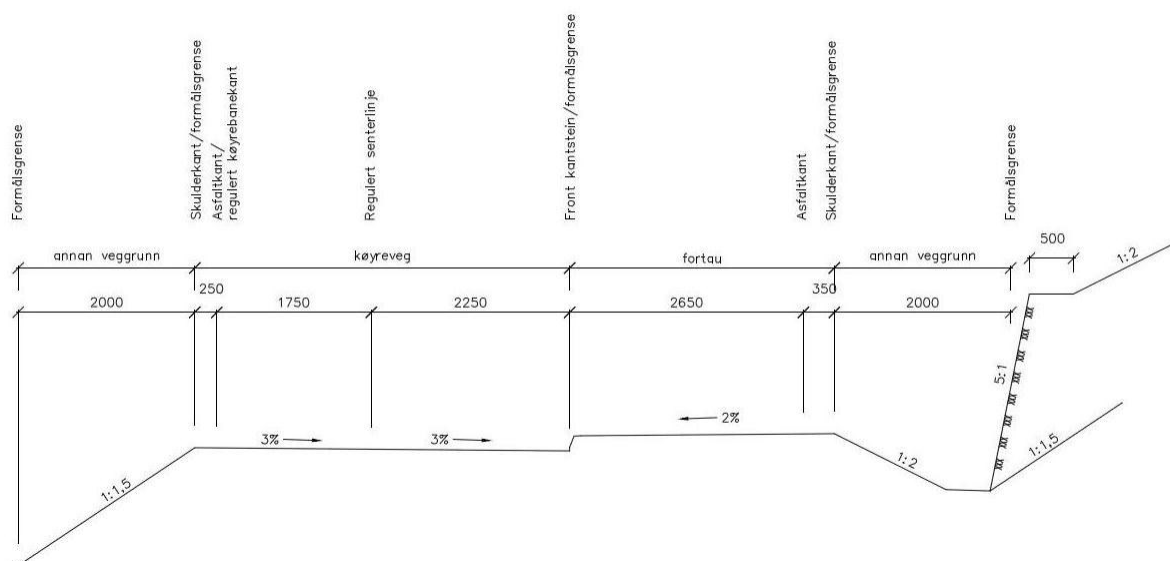 Formålsgrense
Skulderkant/formålsgrense
Asfaltkant/
regulert køyrebanekant
Regulert senterlinje
Front kantstein/formålsgrense
Asfaltkant
Skulderkant/formålsgrense
Formålsgrense
annan veggrunn
køyreveg
fortau
annan veggrunn
500
1:2
2000
250
1750
2250
2650
350
2000
5:1
3%
3%
2%
1:1,5
1:2
1:1,5